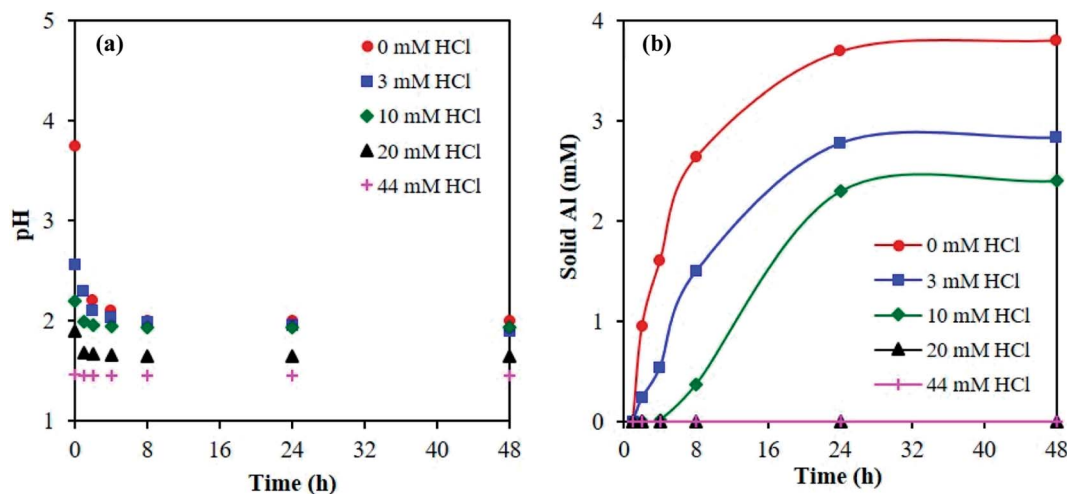 (a)
0 mM HCl
3 mM HCl
10 mM HCl
20 mM HCl
44 mM HCl
5
4
3
2
1
pH
0 8 16 24 32 40 48
Time (h)
(b)
0 mM HCl
3 mM HCl
10 mM HCl
20 mM HCl
44 mM HCl
4
3
2
1
0
Solid Al (mM)
0 8 16 24 32 40 48
Time (h)